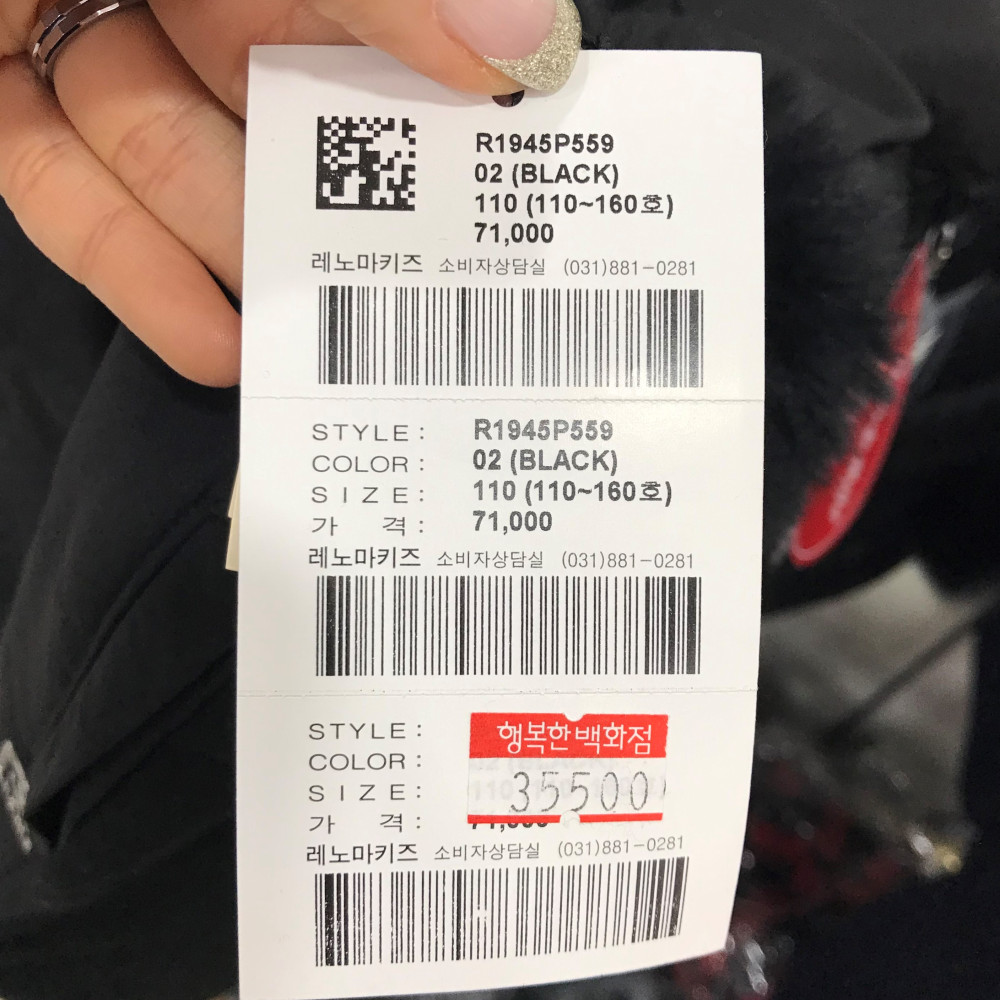 R1945P559
02 (BLACK)
110 (110~160호)
71,000
레노마키즈 소비자상담실 (031)881-0281
STYLE : R1945P559
COLOR : 02 (BLACK)
SIZE : 110 (110~160호)
가 격 : 71,000
레노마키즈 소비자상담실 (031)881-0281
행복한백화점
STYLE :
COLOR :
35500
SIZE :
가 격 : 71,000
레노마키즈 소비자상담실 (031)881-0281